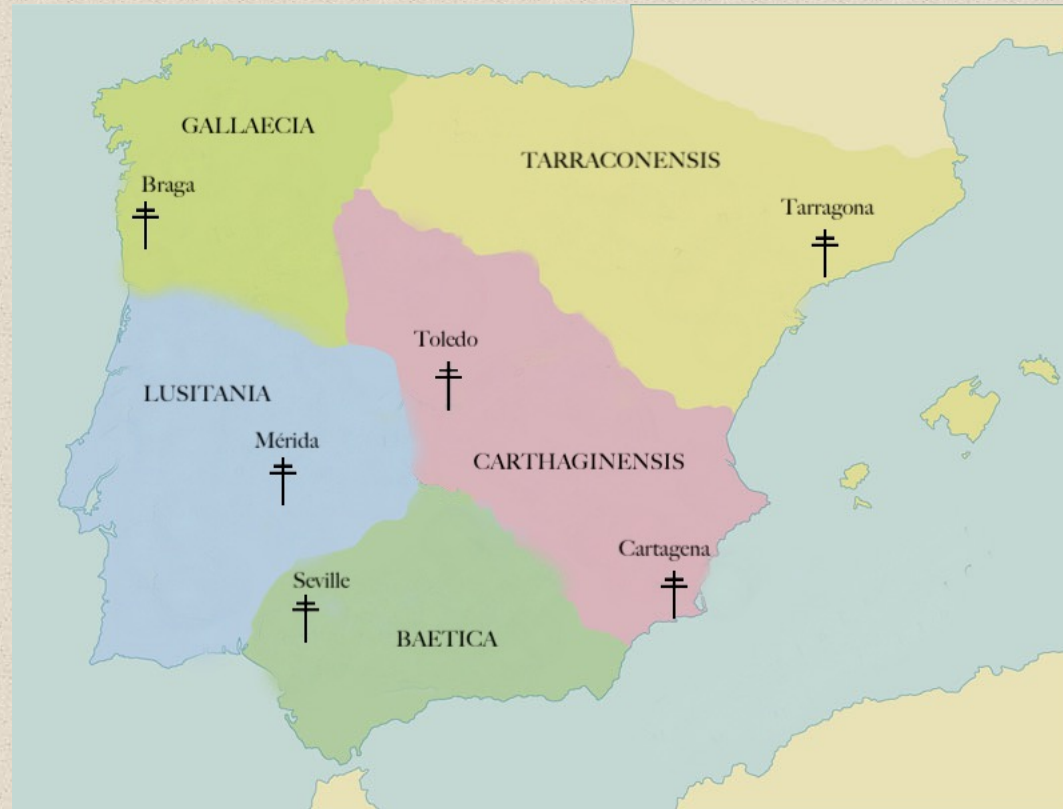 GALLAECIA
TARRACONENSIS
Braga
Tarragona
Toledo
LUSITANIA
Mérida
CARTHAGINENSIS
Cartagena
Seville
BAETICA